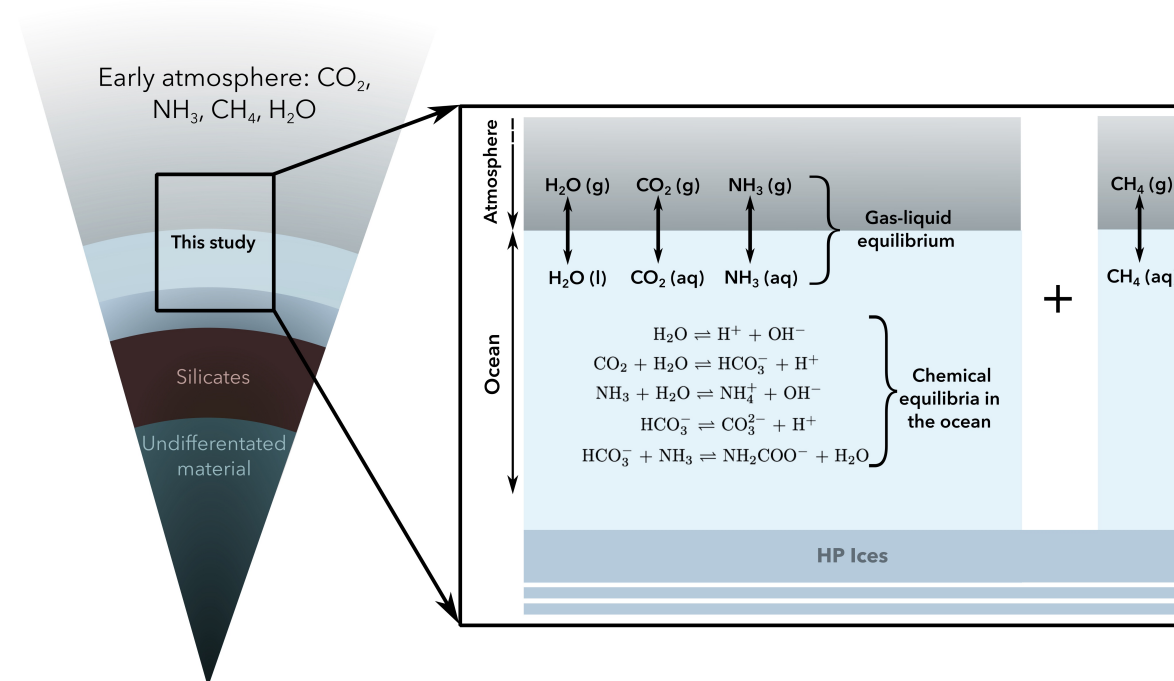 Early atmosphere: CO₂,
NH₃, CH₄, H₂O
This study
Silicates
Undifferentated
material
Atmosphere
Ocean
H₂O (g) CO₂ (g) NH₃ (g)
Gas-liquid
equilibrium
H₂O (l) CO₂ (aq) NH₃ (aq)
H₂O ⇌ H⁺ + OH⁻
CO₂ + H₂O ⇌ HCO₃⁻ + H⁺
NH₃ + H₂O ⇌ NH₄⁺ + OH⁻
HCO₃⁻ ⇌ CO₃²⁻ + H⁺
HCO₃⁻ + NH₃ ⇌ NH₂COO⁻ + H₂O
Chemical
equilibria in
the ocean
HP Ices
+
CH₄ (g)
CH₄ (aq